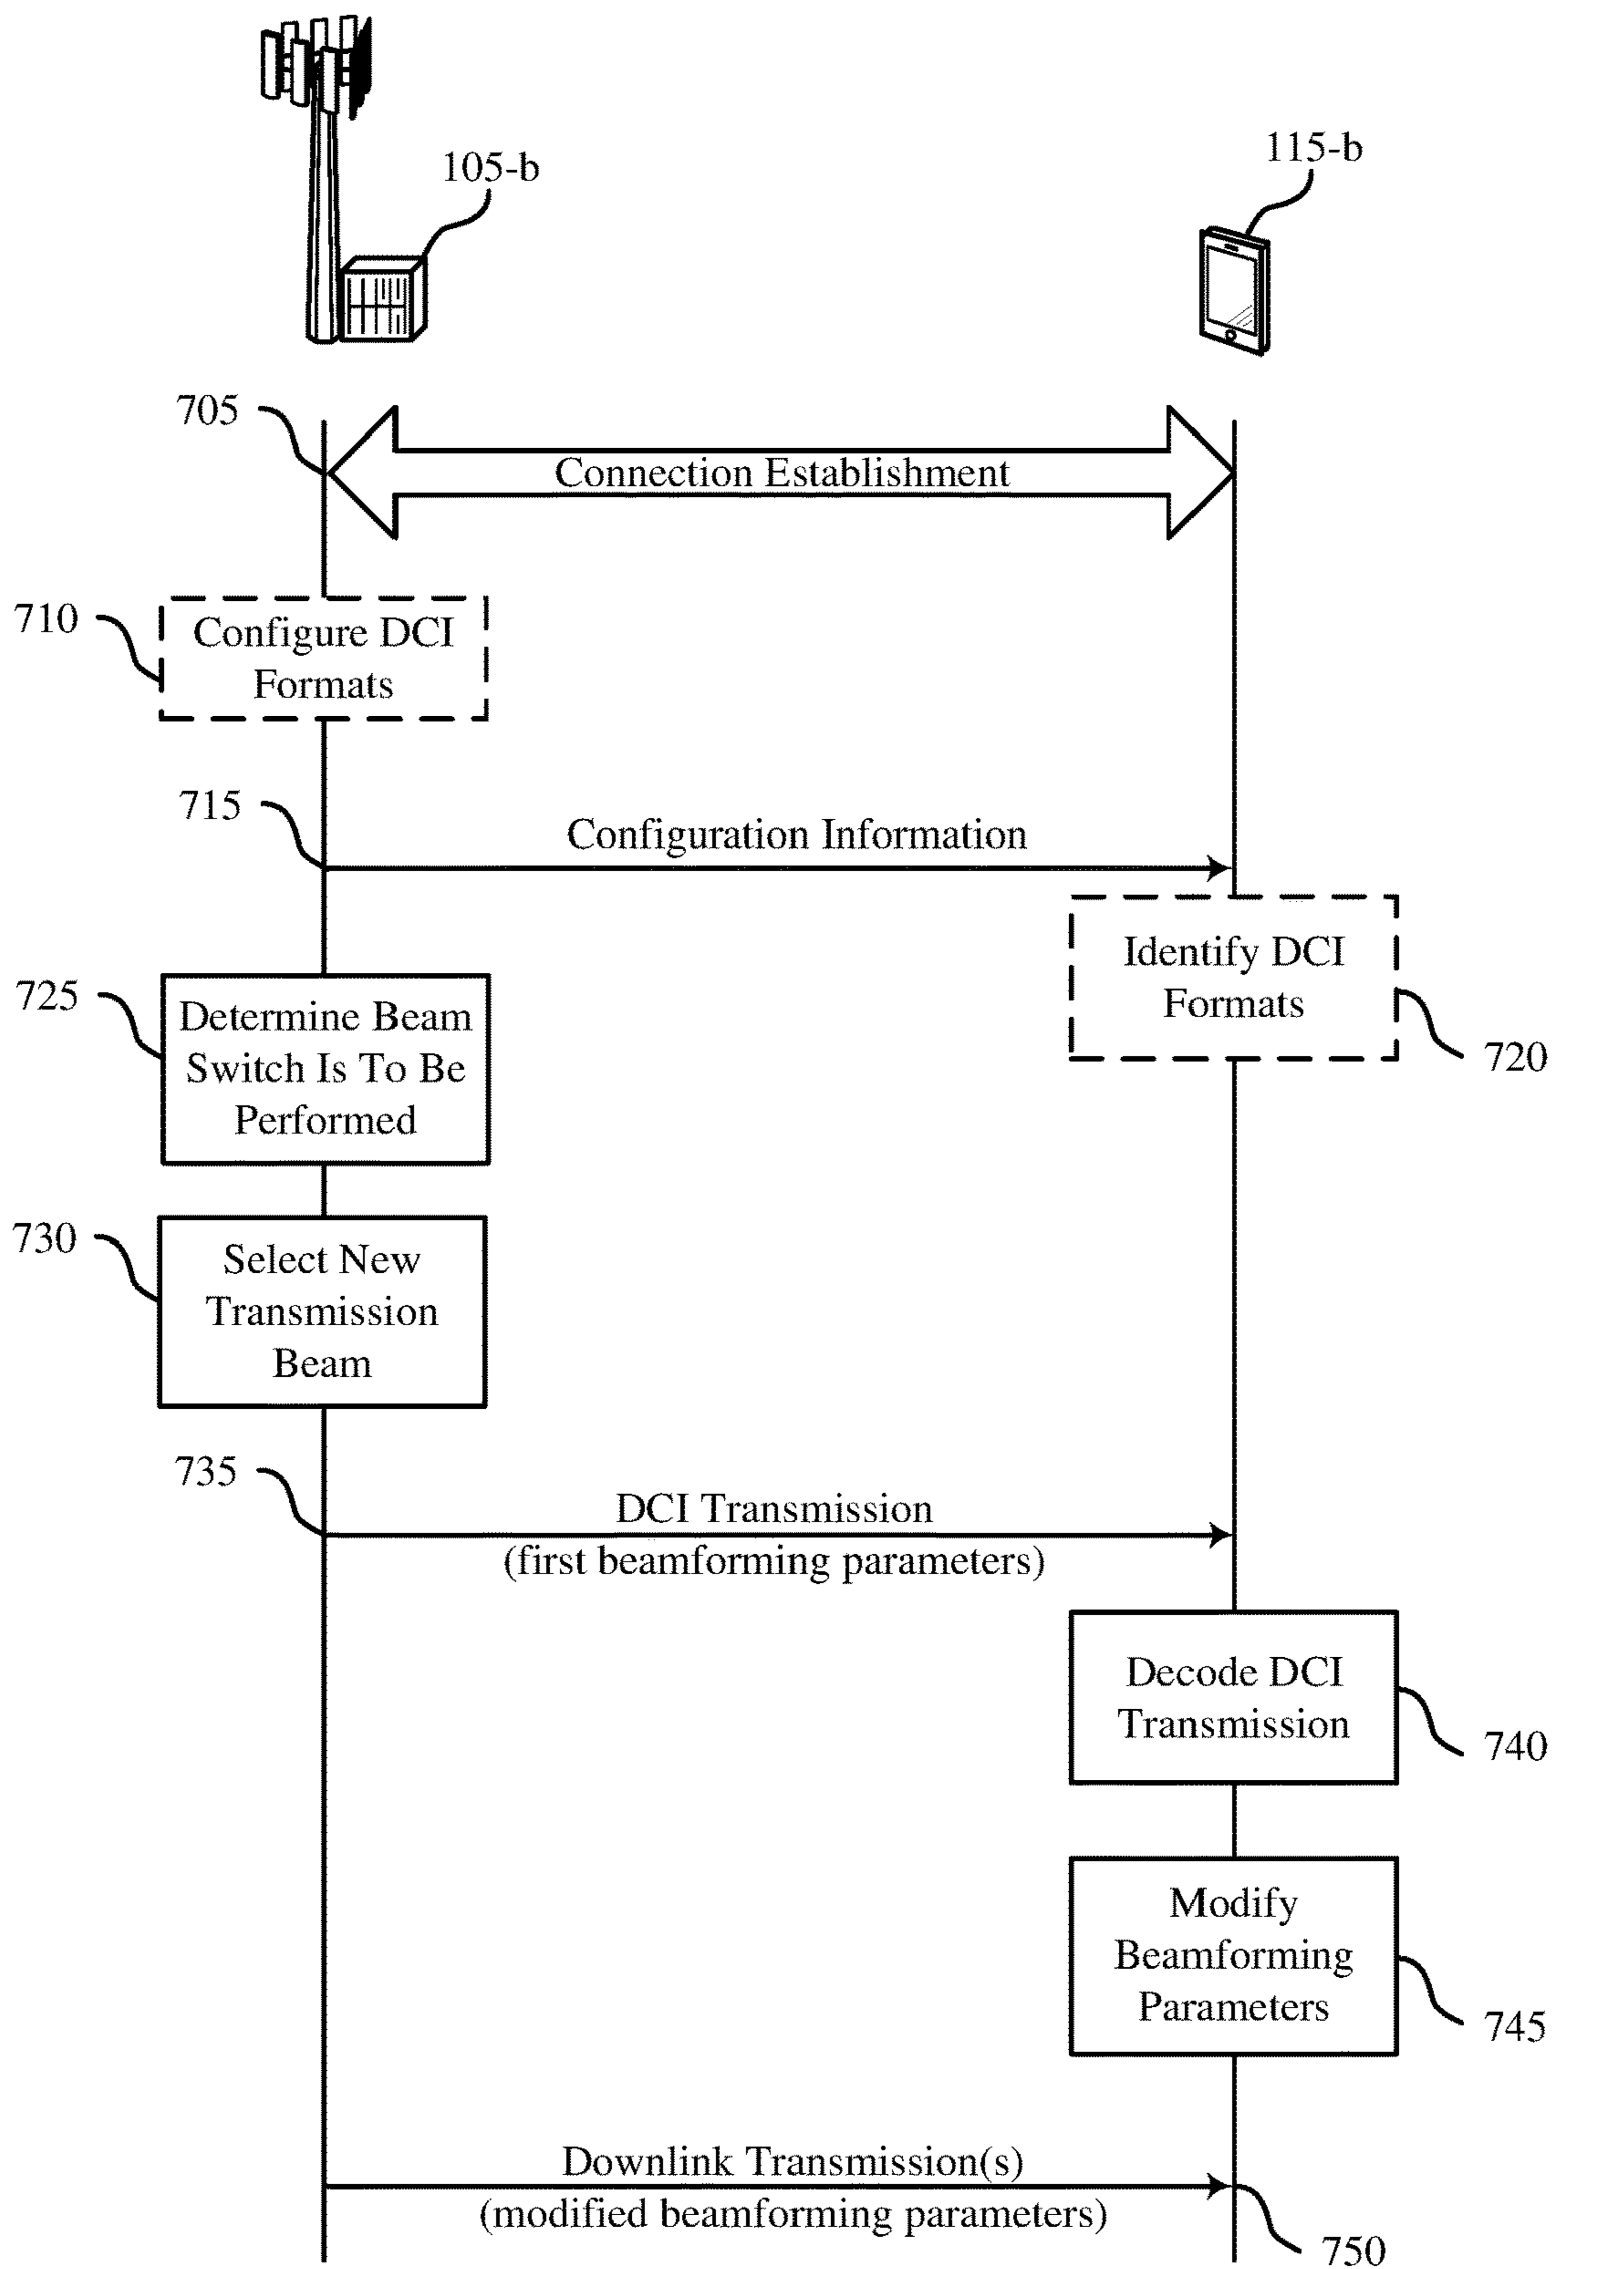 105-b
115-b
705
Connection Establishment
710
Configure DCI
Formats
715
Configuration Information
Identify DCI
Formats
720
725
Determine Beam
Switch Is To Be
Performed
730
Select New
Transmission
Beam
735
DCI Transmission
(first beamforming parameters)
Decode DCI
Transmission
740
Modify
Beamforming
Parameters
745
Downlink Transmission(s)
(modified beamforming parameters)
750